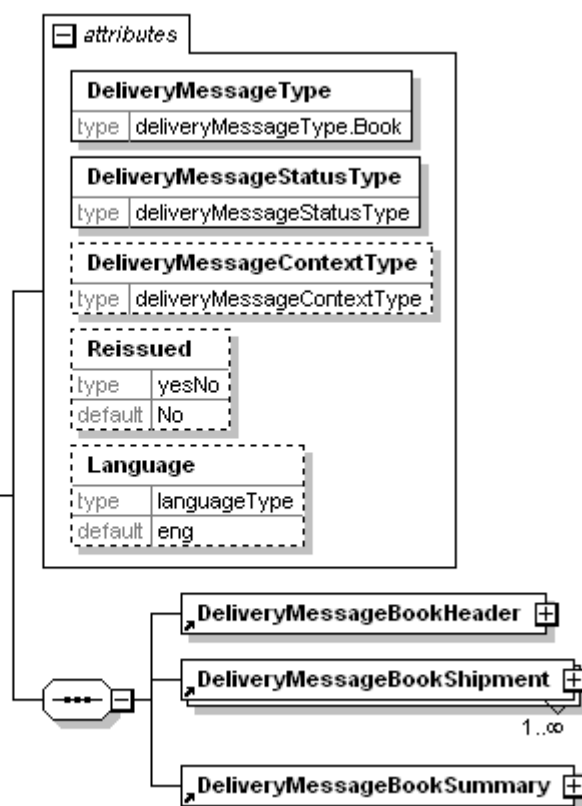 attributes
DeliveryMessageType
type deliveryMessageType.Book
DeliveryMessageStatusType
type deliveryMessageStatusType
DeliveryMessageContextType
type deliveryMessageContextType
Reissued
type yesNo
default No
Language
type languageType
default eng
DeliveryMessageBookHeader
DeliveryMessageBookShipment
1..∞
DeliveryMessageBookSummary